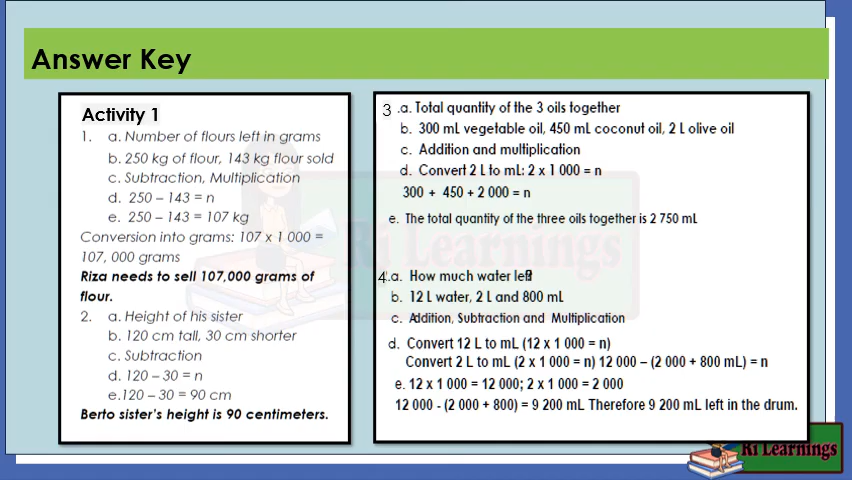 Answer Key
Activity 1
1. a. Number of flours left in grams
b. 250 kg of flour, 143 kg flour sold
c. Subtraction, Multiplication
d. 250 – 143 = n
e. 250 – 143 = 107 kg
Conversion into grams: 107 x 1 000 =
107, 000 grams
Riza needs to sell 107,000 grams of
flour.
2. a. Height of his sister
b. 120 cm tall, 30 cm shorter
c. Subtraction
d. 120 – 30 = n
e.120 – 30 = 90 cm
Berto sister's height is 90 centimeters.
3 .a. Total quantity of the 3 oils together
b. 300 mL vegetable oil, 450 mL coconut oil, 2 L olive oil
c. Addition and multiplication
d. Convert 2 L to mL: 2 x 1 000 = n
300 + 450 + 2 000 = n
e. The total quantity of the three oils together is 2 750 mL
4.a. How much water left?
b. 12 L water, 2 L and 800 mL
c. Addition, Subtraction and Multiplication
d. Convert 12 L to mL (12 x 1 000 = n)
Convert 2 L to mL (2 x 1 000 = n) 12 000 – (2 000 + 800 mL) = n
e. 12 x 1 000 = 12 000; 2 x 1 000 = 2 000
12 000 - (2 000 + 800) = 9 200 mL Therefore 9 200 mL left in the drum.
Ri Learnings
Ri Learnings